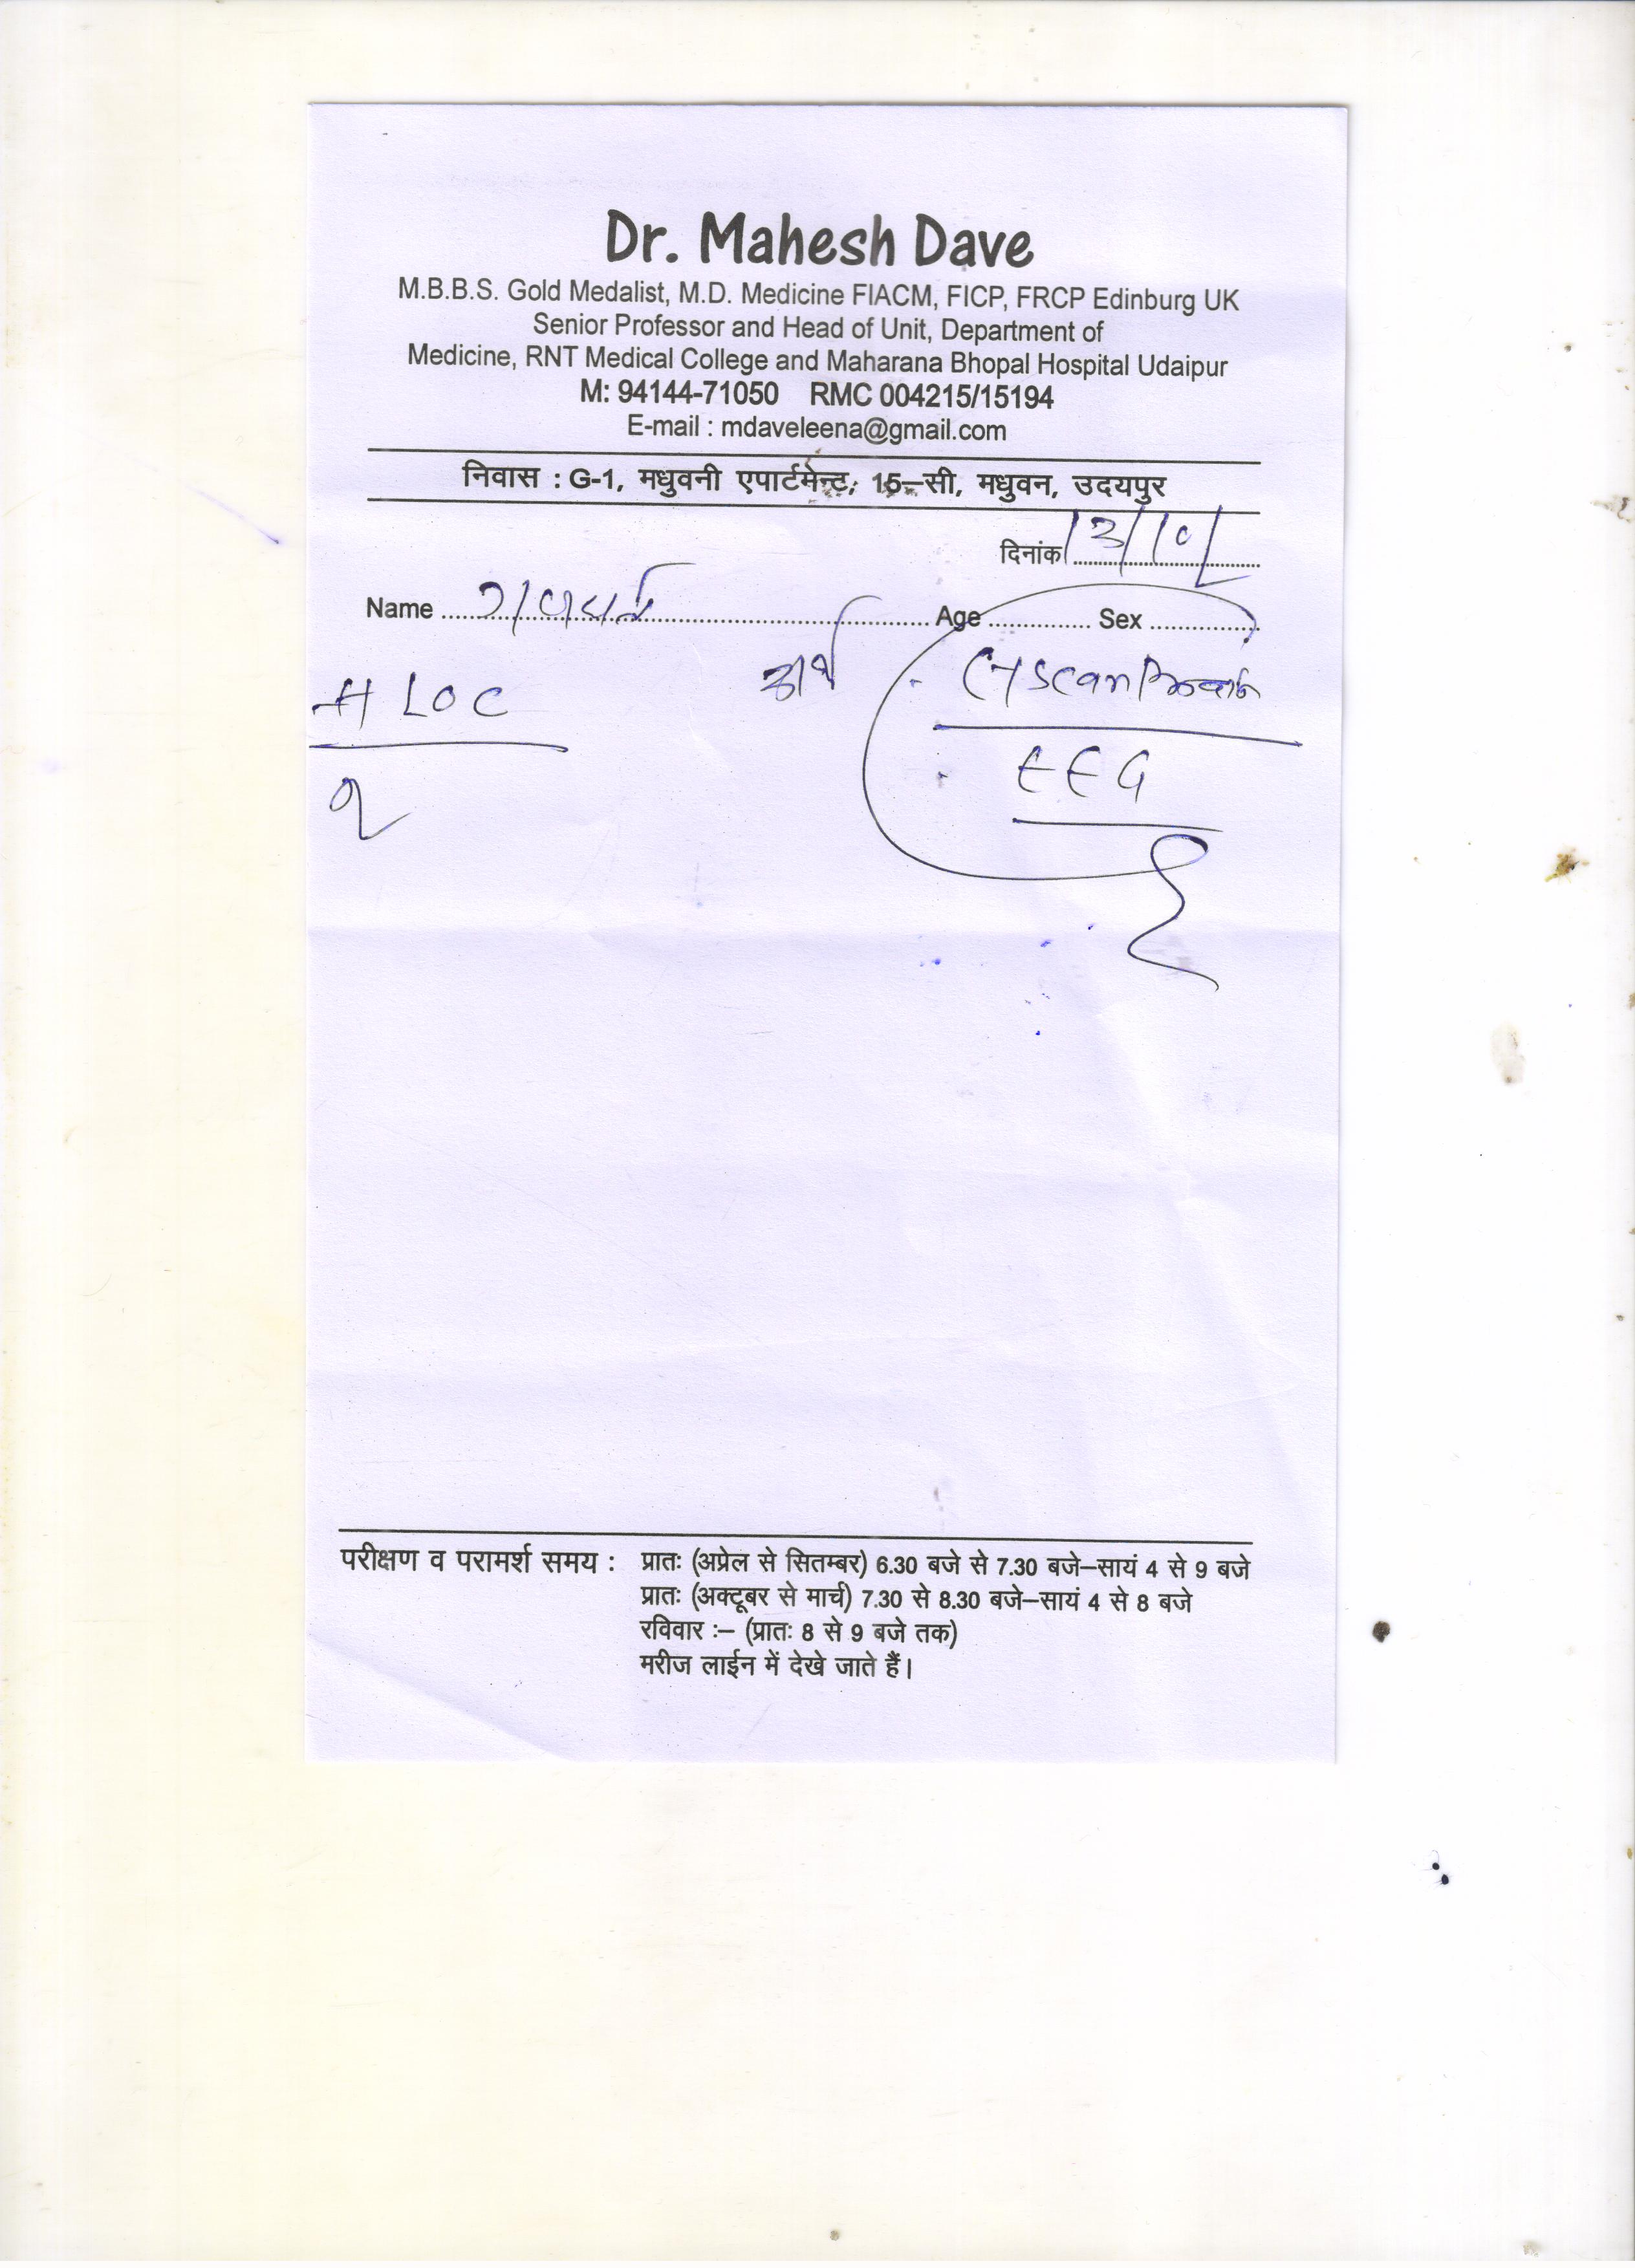 Dr. Mahesh Dave
M.B.B.S. Gold Medalist, M.D. Medicine FIACM, FICP, FRCP Edinburg UK
Senior Professor and Head of Unit, Department of
Medicine, RNT Medical College and Maharana Bhopal Hospital Udaipur
M: 94144-71050 RMC 004215/15194
E-mail : mdaveleena@gmail.com
निवास : G-1, मधुवनी एपार्टमेन्ट, 15-सी, मधुवन, उदयपुर
दिनांक 13/10/
Name Age Sex
# LOC
CT Scan
EEG
परीक्षण व परामर्श समय : प्रातः (अप्रेल से सितम्बर) 6.30 बजे से 7.30 बजे–सायं 4 से 9 बजे
प्रातः (अक्टूबर से मार्च) 7.30 से 8.30 बजे–सायं 4 से 8 बजे
रविवार :– (प्रातः 8 से 9 बजे तक)
मरीज लाईन में देखे जाते हैं।